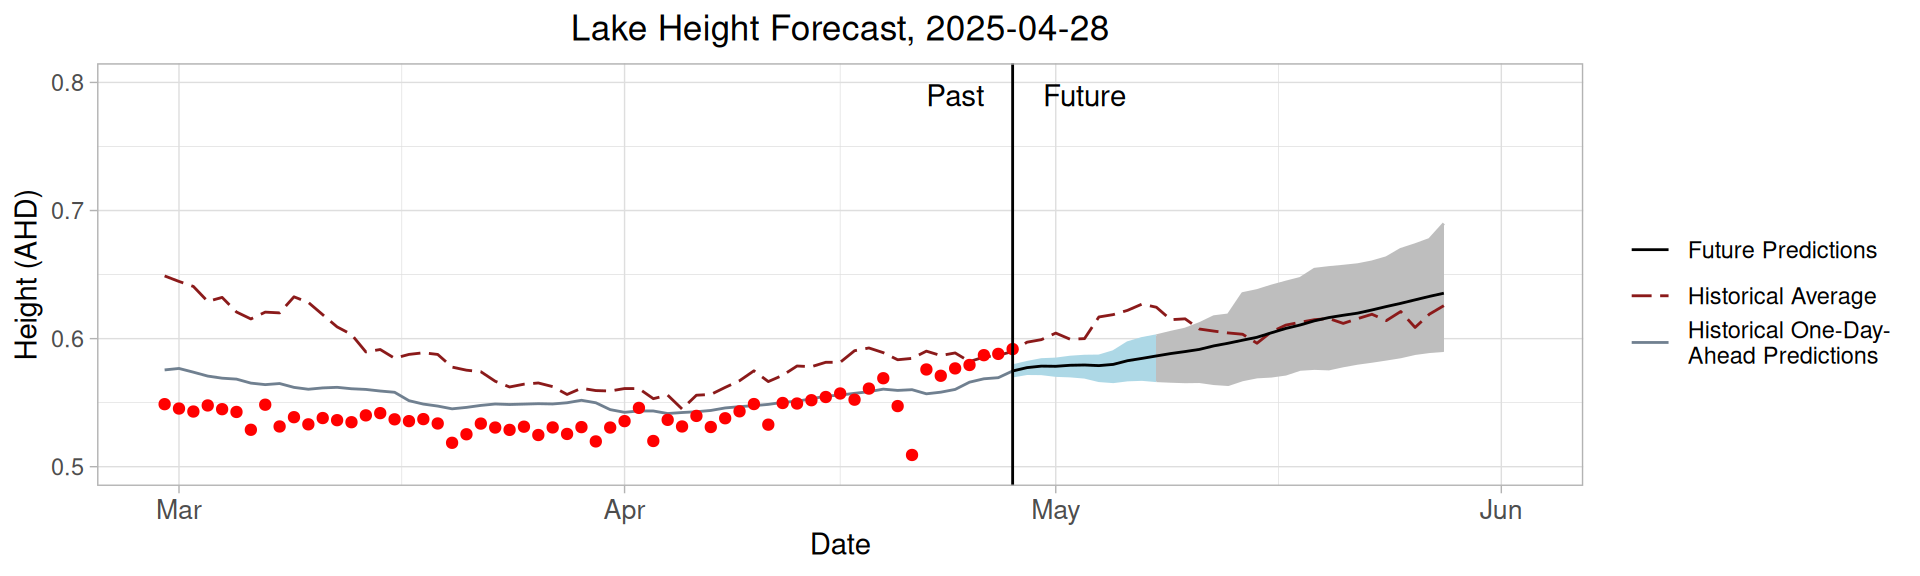 Lake Height Forecast, 2025-04-28
Past
Future
0.8
0.7
0.6
0.5
Height (AHD)
Mar
Apr
May
Jun
Date
Future Predictions
Historical Average
Historical One-Day-
Ahead Predictions